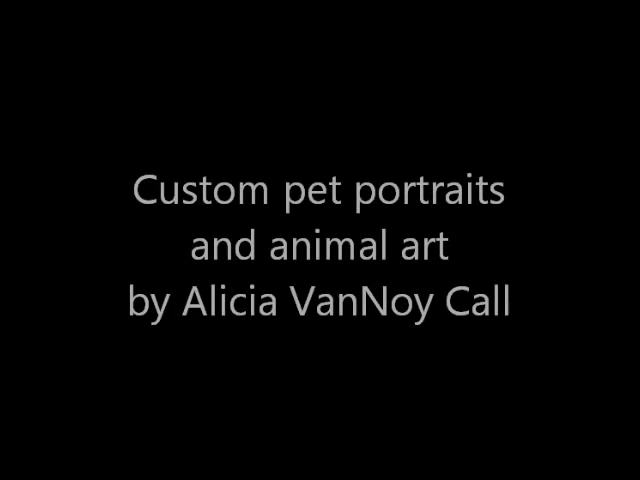 Custom pet portraits
and animal art
by Alicia VanNoy Call